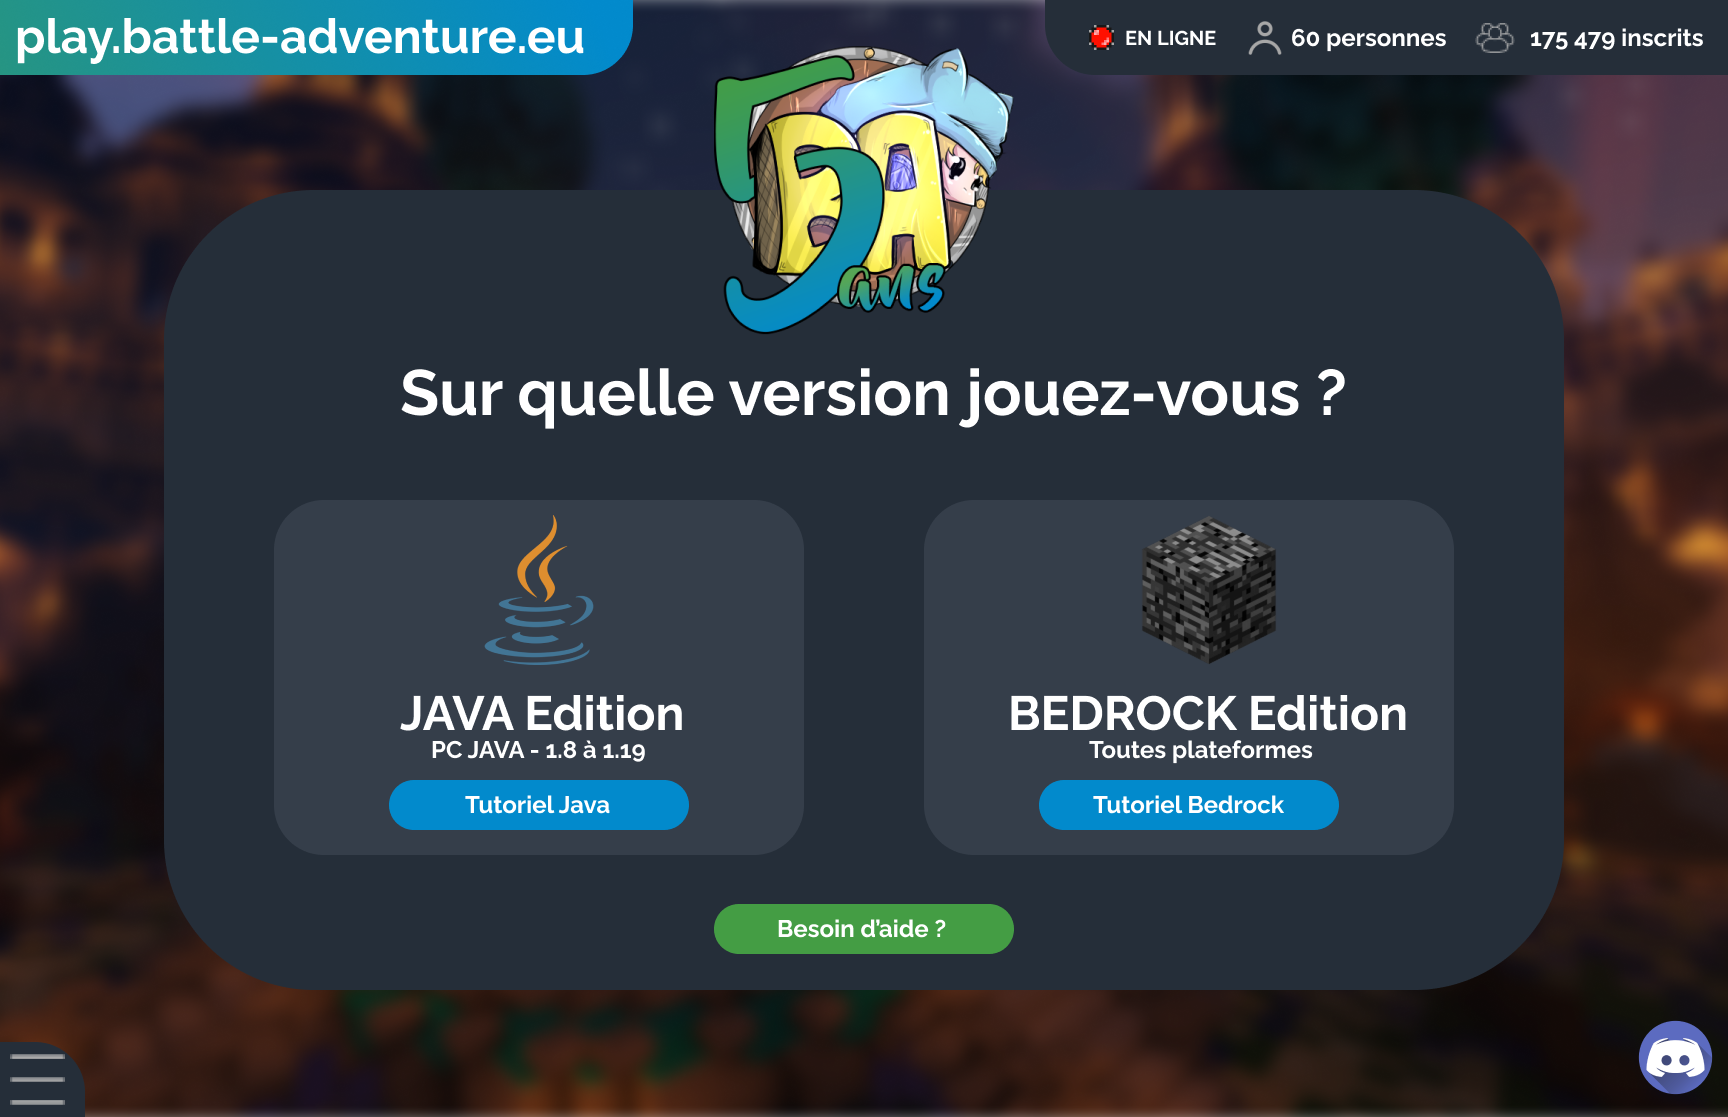 play.battle-adventure.eu
EN LIGNE
60 personnes
175 479 inscrits
5 BA
ans
Sur quelle version jouez-vous ?
JAVA Edition
PC JAVA - 1.8 à 1.19
Tutoriel Java
BEDROCK Edition
Toutes plateformes
Tutoriel Bedrock
Besoin d’aide ?